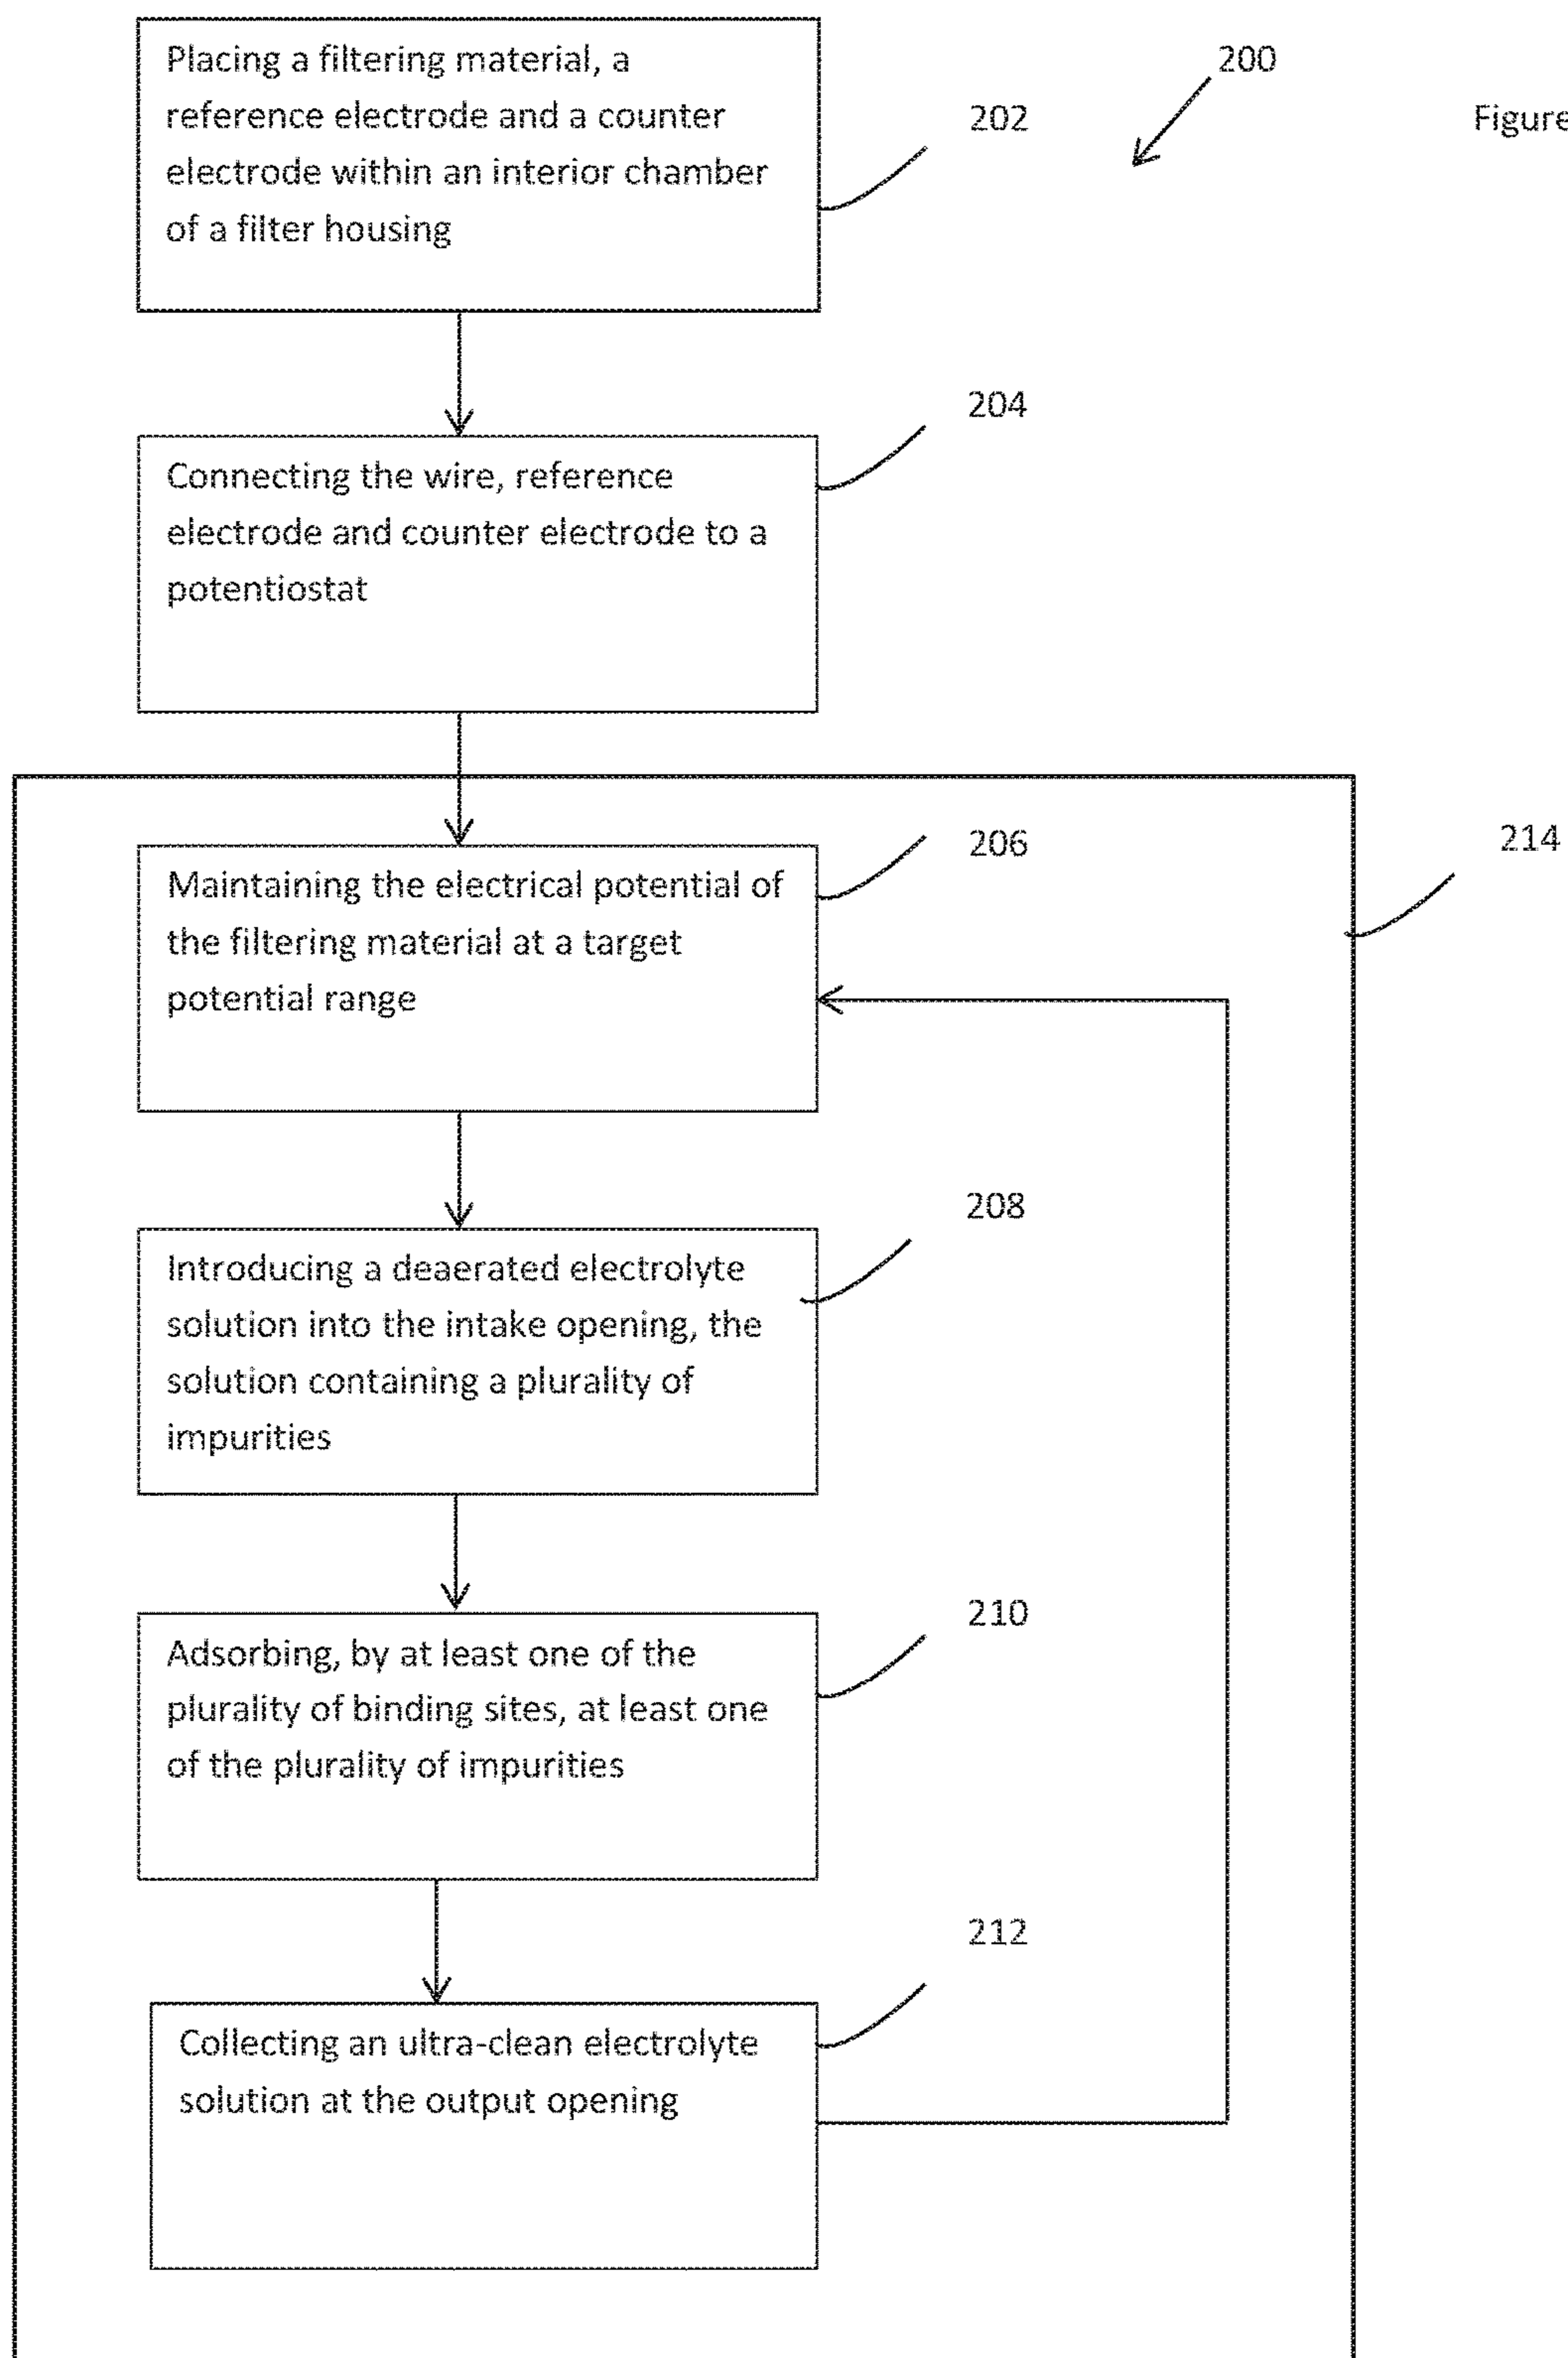 Placing a filtering material, a
reference electrode and a counter
electrode within an interior chamber
of a filter housing
200
202
Figure
Connecting the wire, reference
electrode and counter electrode to a
potentiostat
204
Maintaining the electrical potential of
the filtering material at a target
potential range
206
214
Introducing a deaerated electrolyte
solution into the intake opening, the
solution containing a plurality of
impurities
208
Adsorbing, by at least one of the
plurality of binding sites, at least one
of the plurality of impurities
210
Collecting an ultra-clean electrolyte
solution at the output opening
212